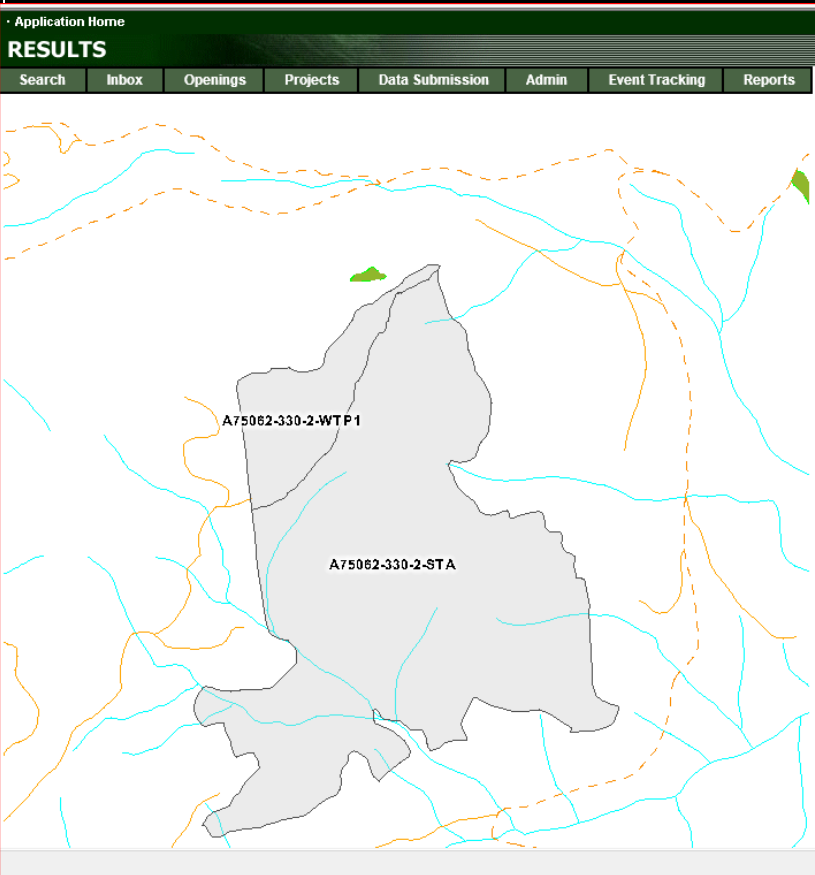 · Application Home
RESULTS
Search Inbox Openings Projects Data Submission Admin Event Tracking Reports
A75062-330-2-WTP1
A75062-330-2-STA